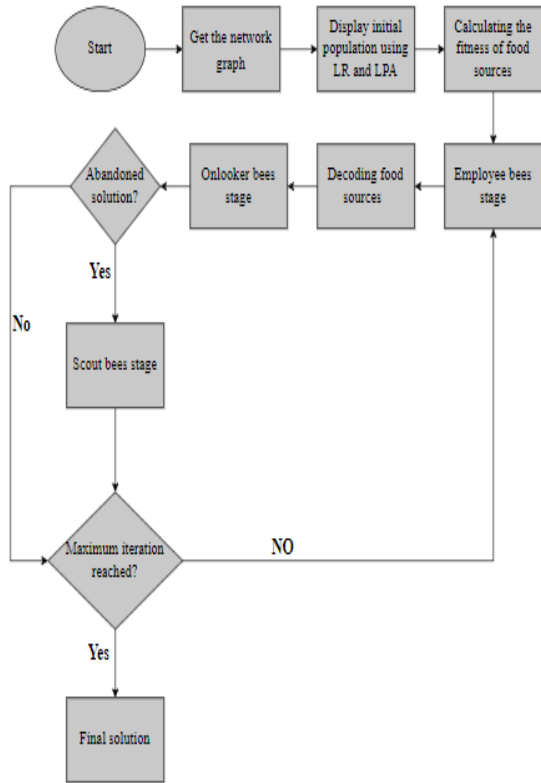 Start
Get the network
graph
Display initial
population using
LR and LPA
Calculating the
fitness of food
sources
Employee bees
stage
Decoding food
sources
Onlooker bees
stage
Abandoned
solution?
Yes
No
Scout bees stage
Maximum iteration
reached?
NO
Yes
Final solution